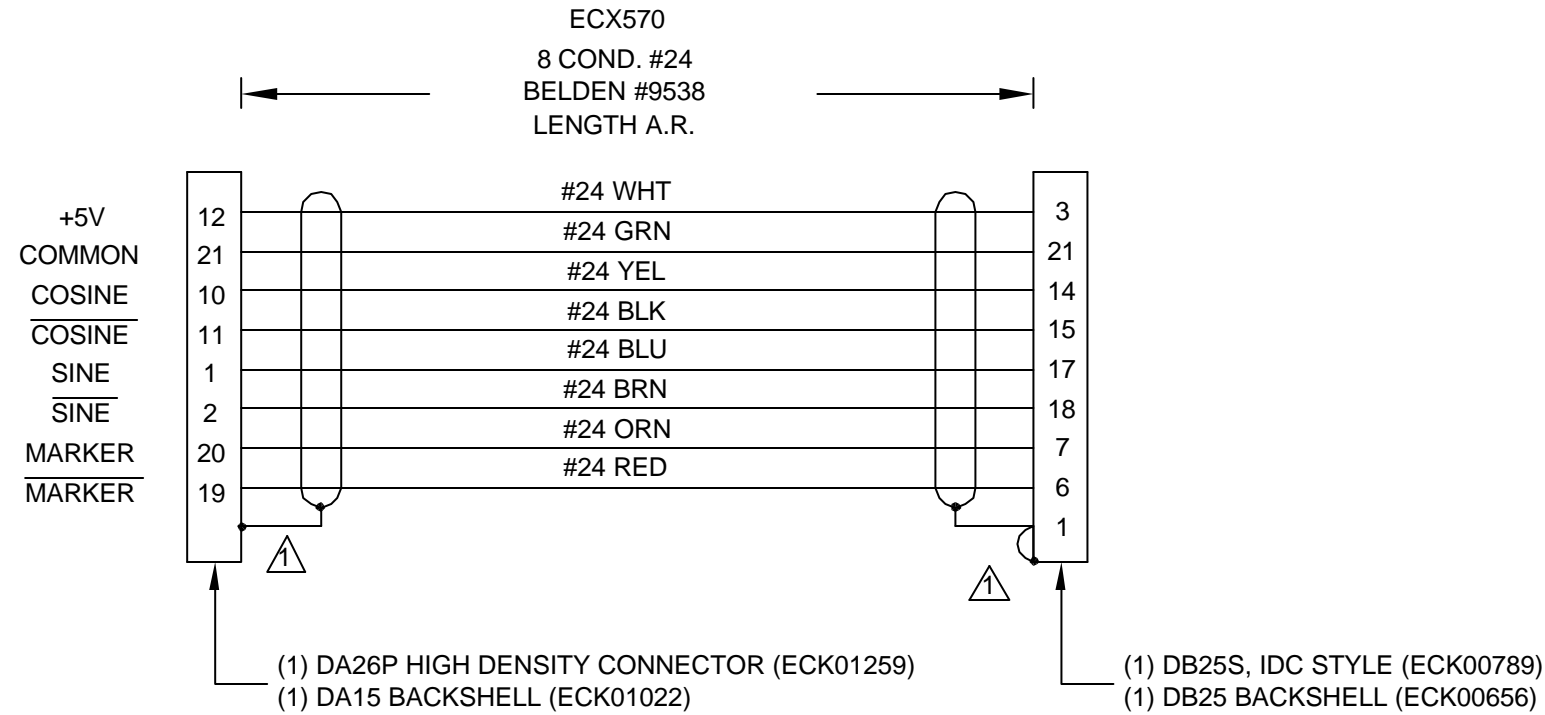 ECX570
8 COND. #24
BELDEN #9538
LENGTH A.R.
+5V 12 #24 WHT 3
COMMON 21 #24 GRN 21
COSINE 10 #24 YEL 14
COSINE 11 #24 BLK 15
SINE 1 #24 BLU 17
SINE 2 #24 BRN 18
MARKER 20 #24 ORN 7
MARKER 19 #24 RED 6
1
1
1
(1) DA26P HIGH DENSITY CONNECTOR (ECK01259)
(1) DA15 BACKSHELL (ECK01022)
(1) DB25S, IDC STYLE (ECK00789)
(1) DB25 BACKSHELL (ECK00656)